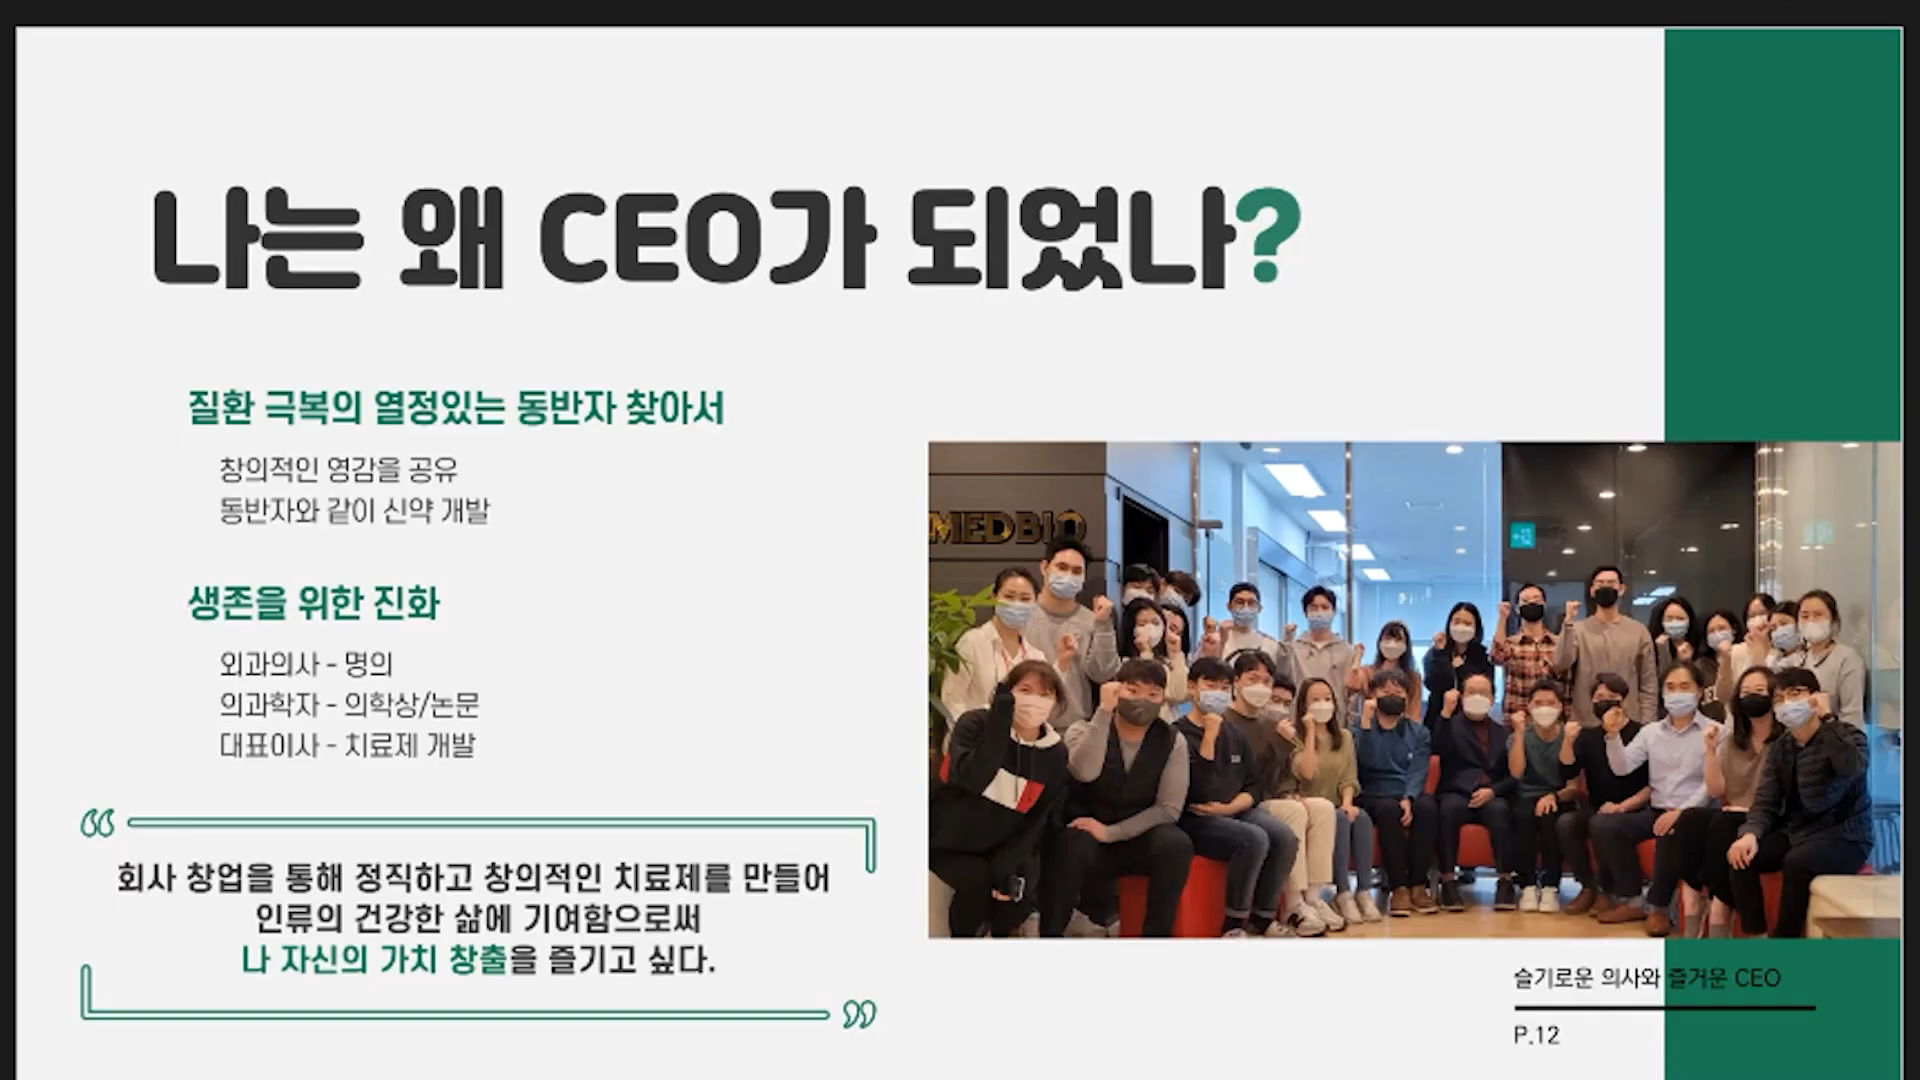 나는 왜 CEO가 되었나?
질환 극복의 열정있는 동반자 찾아서
창의적인 영감을 공유
동반자와 같이 신약 개발
생존을 위한 진화
외과의사 - 명의
의과학자 - 의학상/논문
대표이사 - 치료제 개발
“
회사 창업을 통해 정직하고 창의적인 치료제를 만들어
인류의 건강한 삶에 기여함으로써
나 자신의 가치 창출을 즐기고 싶다.
”
MEDBIO
슬기로운 의사와 즐거운 CEO
P.12